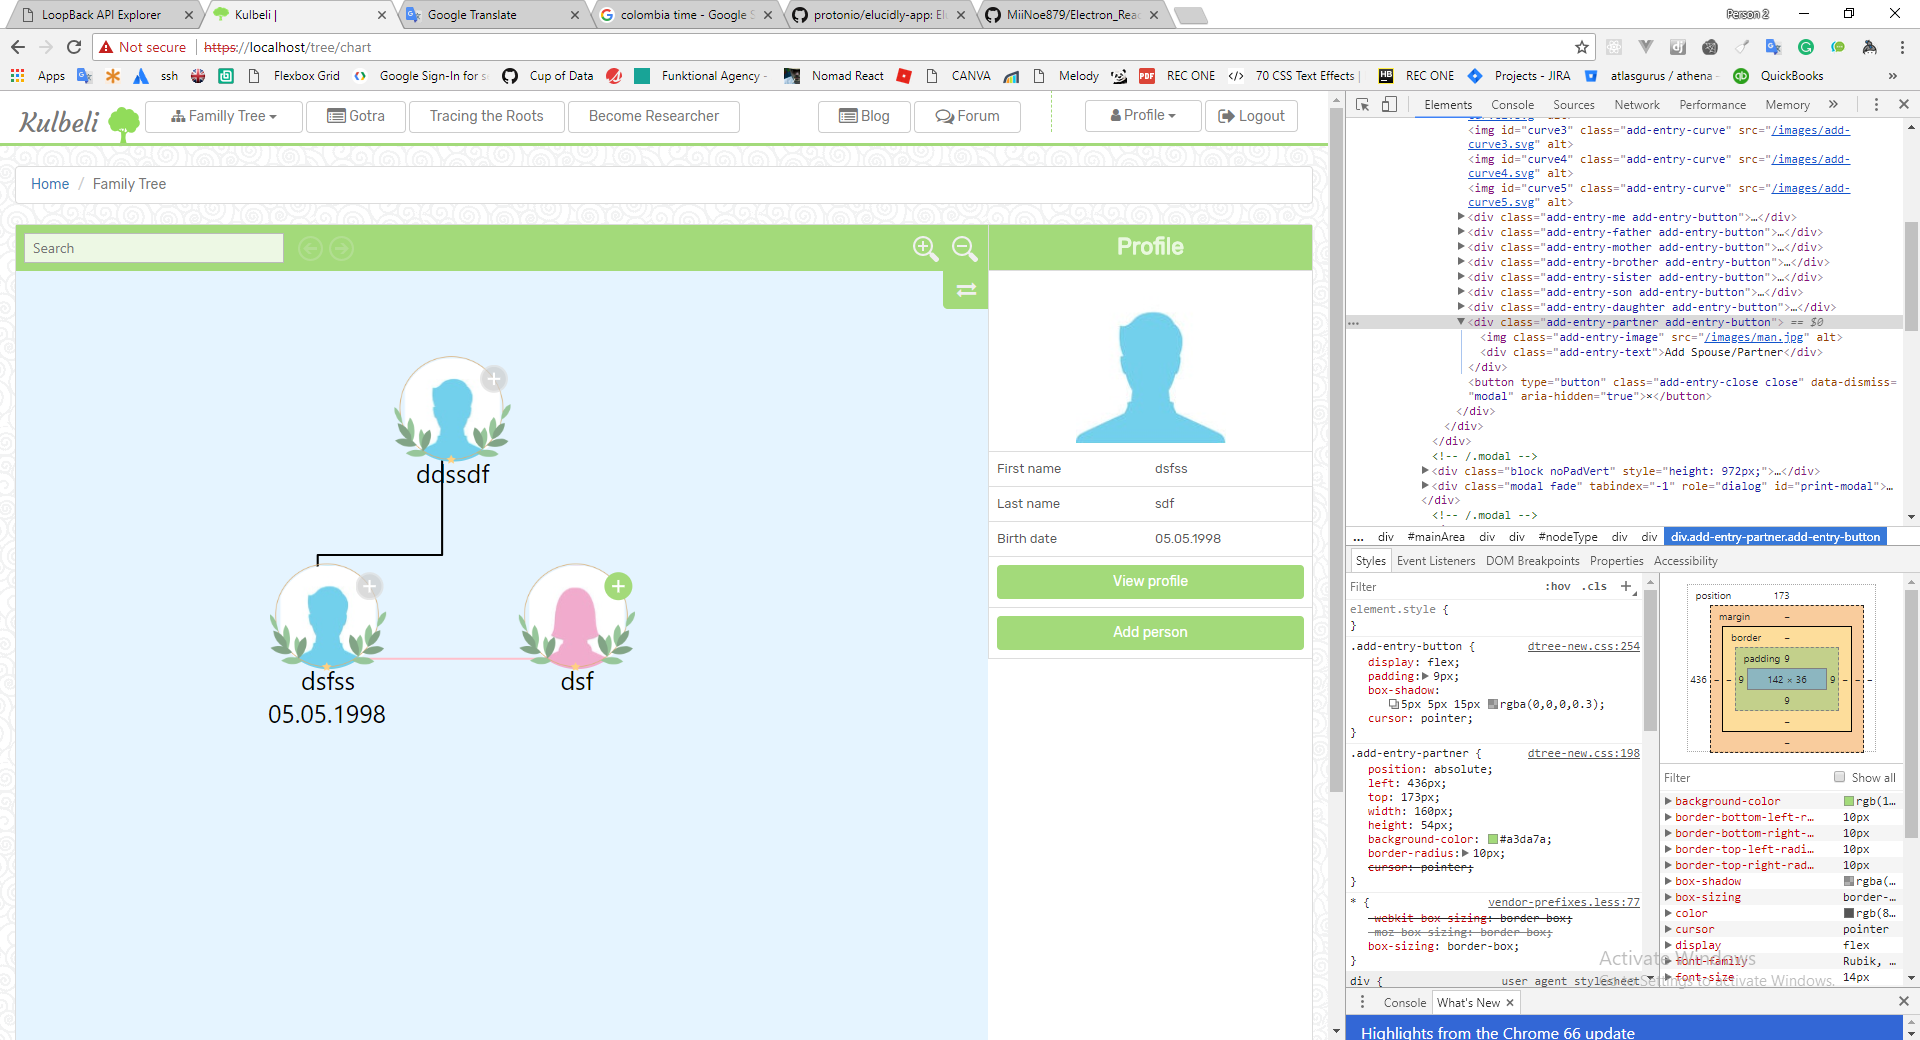 LoopBack API Explorer
Kulbeli |
Google Translate
colombia time - Google S
protonio/elucidly-app: El
MiiNoe879/Electron_Rea
Person 2
Not secure
https://localhost/tree/chart
Apps
ssh
Flexbox Grid
Google Sign-In for s
Cup of Data
Funktional Agency -
Nomad React
CANVA
Melody
PDF
REC ONE
</>
70 CSS Text Effects |
HB
REC ONE
Projects - JIRA
atlasgurus / athena
QuickBooks
»
Kulbeli
Familly Tree
Gotra
Tracing the Roots
Become Researcher
Blog
Forum
Profile
Logout
Home / Family Tree
Search
Profile
ddssdf
dsfss
05.05.1998
dsf
First name dsfss
Last name sdf
Birth date 05.05.1998
View profile
Add person
Elements Console Sources Network Performance Memory »
<img id="curve3" class="add-entry-curve" src="/images/add-
curve3.svg" alt>
<img id="curve4" class="add-entry-curve" src="/images/add-
curve4.svg" alt>
<img id="curve5" class="add-entry-curve" src="/images/add-
curve5.svg" alt>
<div class="add-entry-me add-entry-button">…</div>
<div class="add-entry-father add-entry-button">…</div>
<div class="add-entry-mother add-entry-button">…</div>
<div class="add-entry-brother add-entry-button">…</div>
<div class="add-entry-sister add-entry-button">…</div>
<div class="add-entry-son add-entry-button">…</div>
<div class="add-entry-daughter add-entry-button">…</div>
<div class="add-entry-partner add-entry-button"> == $0
<img class="add-entry-image" src="/images/man.jpg" alt>
<div class="add-entry-text">Add Spouse/Partner</div>
</div>
<button type="button" class="add-entry-close close" data-dismiss=
"modal" aria-hidden="true">×</button>
</div>
</div>
</div>
<!-- /.modal -->
<div class="block noPadVert" style="height: 972px;">…</div>
<div class="modal fade" tabindex="-1" role="dialog" id="print-modal">…
</div>
<!-- /.modal -->
... div #mainArea div div #nodeType div div div.add-entry-partner.add-entry-button
Styles Event Listeners DOM Breakpoints Properties Accessibility
Filter :hov .cls +
element.style {
}
.add-entry-button { dtree-new.css:254
display: flex;
padding: 9px;
box-shadow:
5px 5px 15px rgba(0,0,0,0.3);
cursor: pointer;
}
.add-entry-partner { dtree-new.css:198
position: absolute;
left: 436px;
top: 173px;
width: 160px;
height: 54px;
background-color: #a3da7a;
border-radius: 10px;
cursor: pointer;
}
* { vendor-prefixes.less:77
-webkit-box-sizing: border-box;
-moz-box-sizing: border-box;
box-sizing: border-box;
}
div { user agent stylesheet
position 173
margin -
border -
padding 9
436 - - 9 142 × 36 9 - - -
9
-
-
Filter Show all
background-color rgb(1…
border-bottom-left-r… 10px
border-bottom-right-… 10px
border-top-left-radi… 10px
border-top-right-rad… 10px
box-shadow rgba(…
box-sizing border-…
color rgb(8…
cursor pointer
display flex
font-family Rubik, …
font-size 14px
Activate Windows
Go to Settings to activate Windows.
Console What's New ×
Highlights from the Chrome 66 update